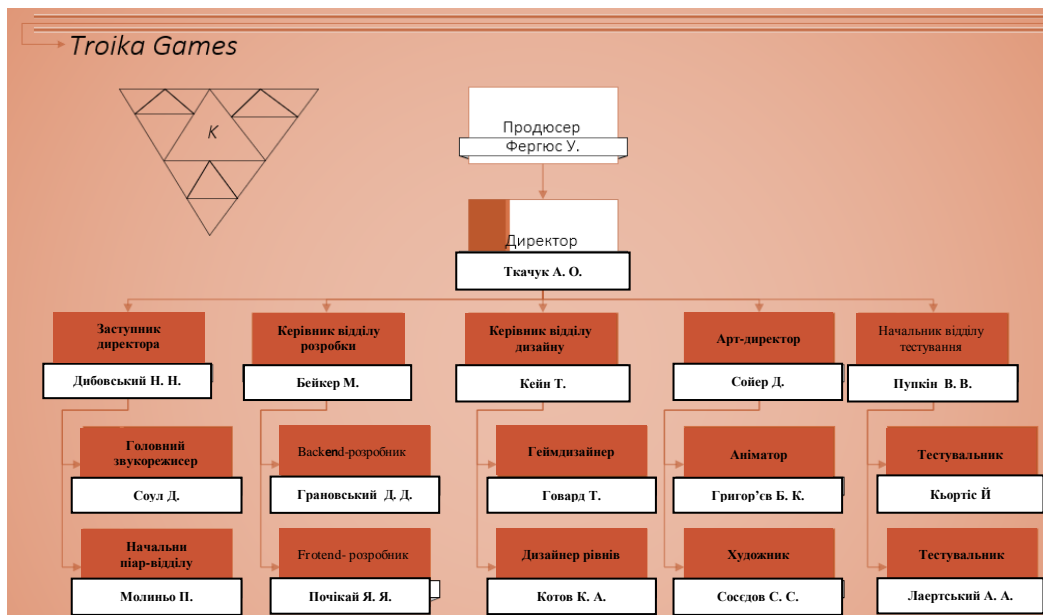 Troika Games
K
Продюсер
Фергюс У.
Директор
Ткачук А. О.
Заступник
директора
Дибовський Н. Н.
Керівник відділу
розробки
Бейкер М.
Керівник відділу
дизайну
Кейн Т.
Арт-директор
Сойер Д.
Начальник відділу
тестування
Пупкін В. В.
Головний
звукорежисер
Соул Д.
Backend-розробник
Грановський Д. Д.
Геймдизайнер
Говард Т.
Аніматор
Григор’єв Б. К.
Тестувальник
Кьортіс Й
Начальни
піар-відділу
Молиньо П.
Frotend- розробник
Почікай Я. Я.
Дизайнер рівнів
Котов К. А.
Художник
Сосєдов С. С.
Тестувальник
Лаертський А. А.